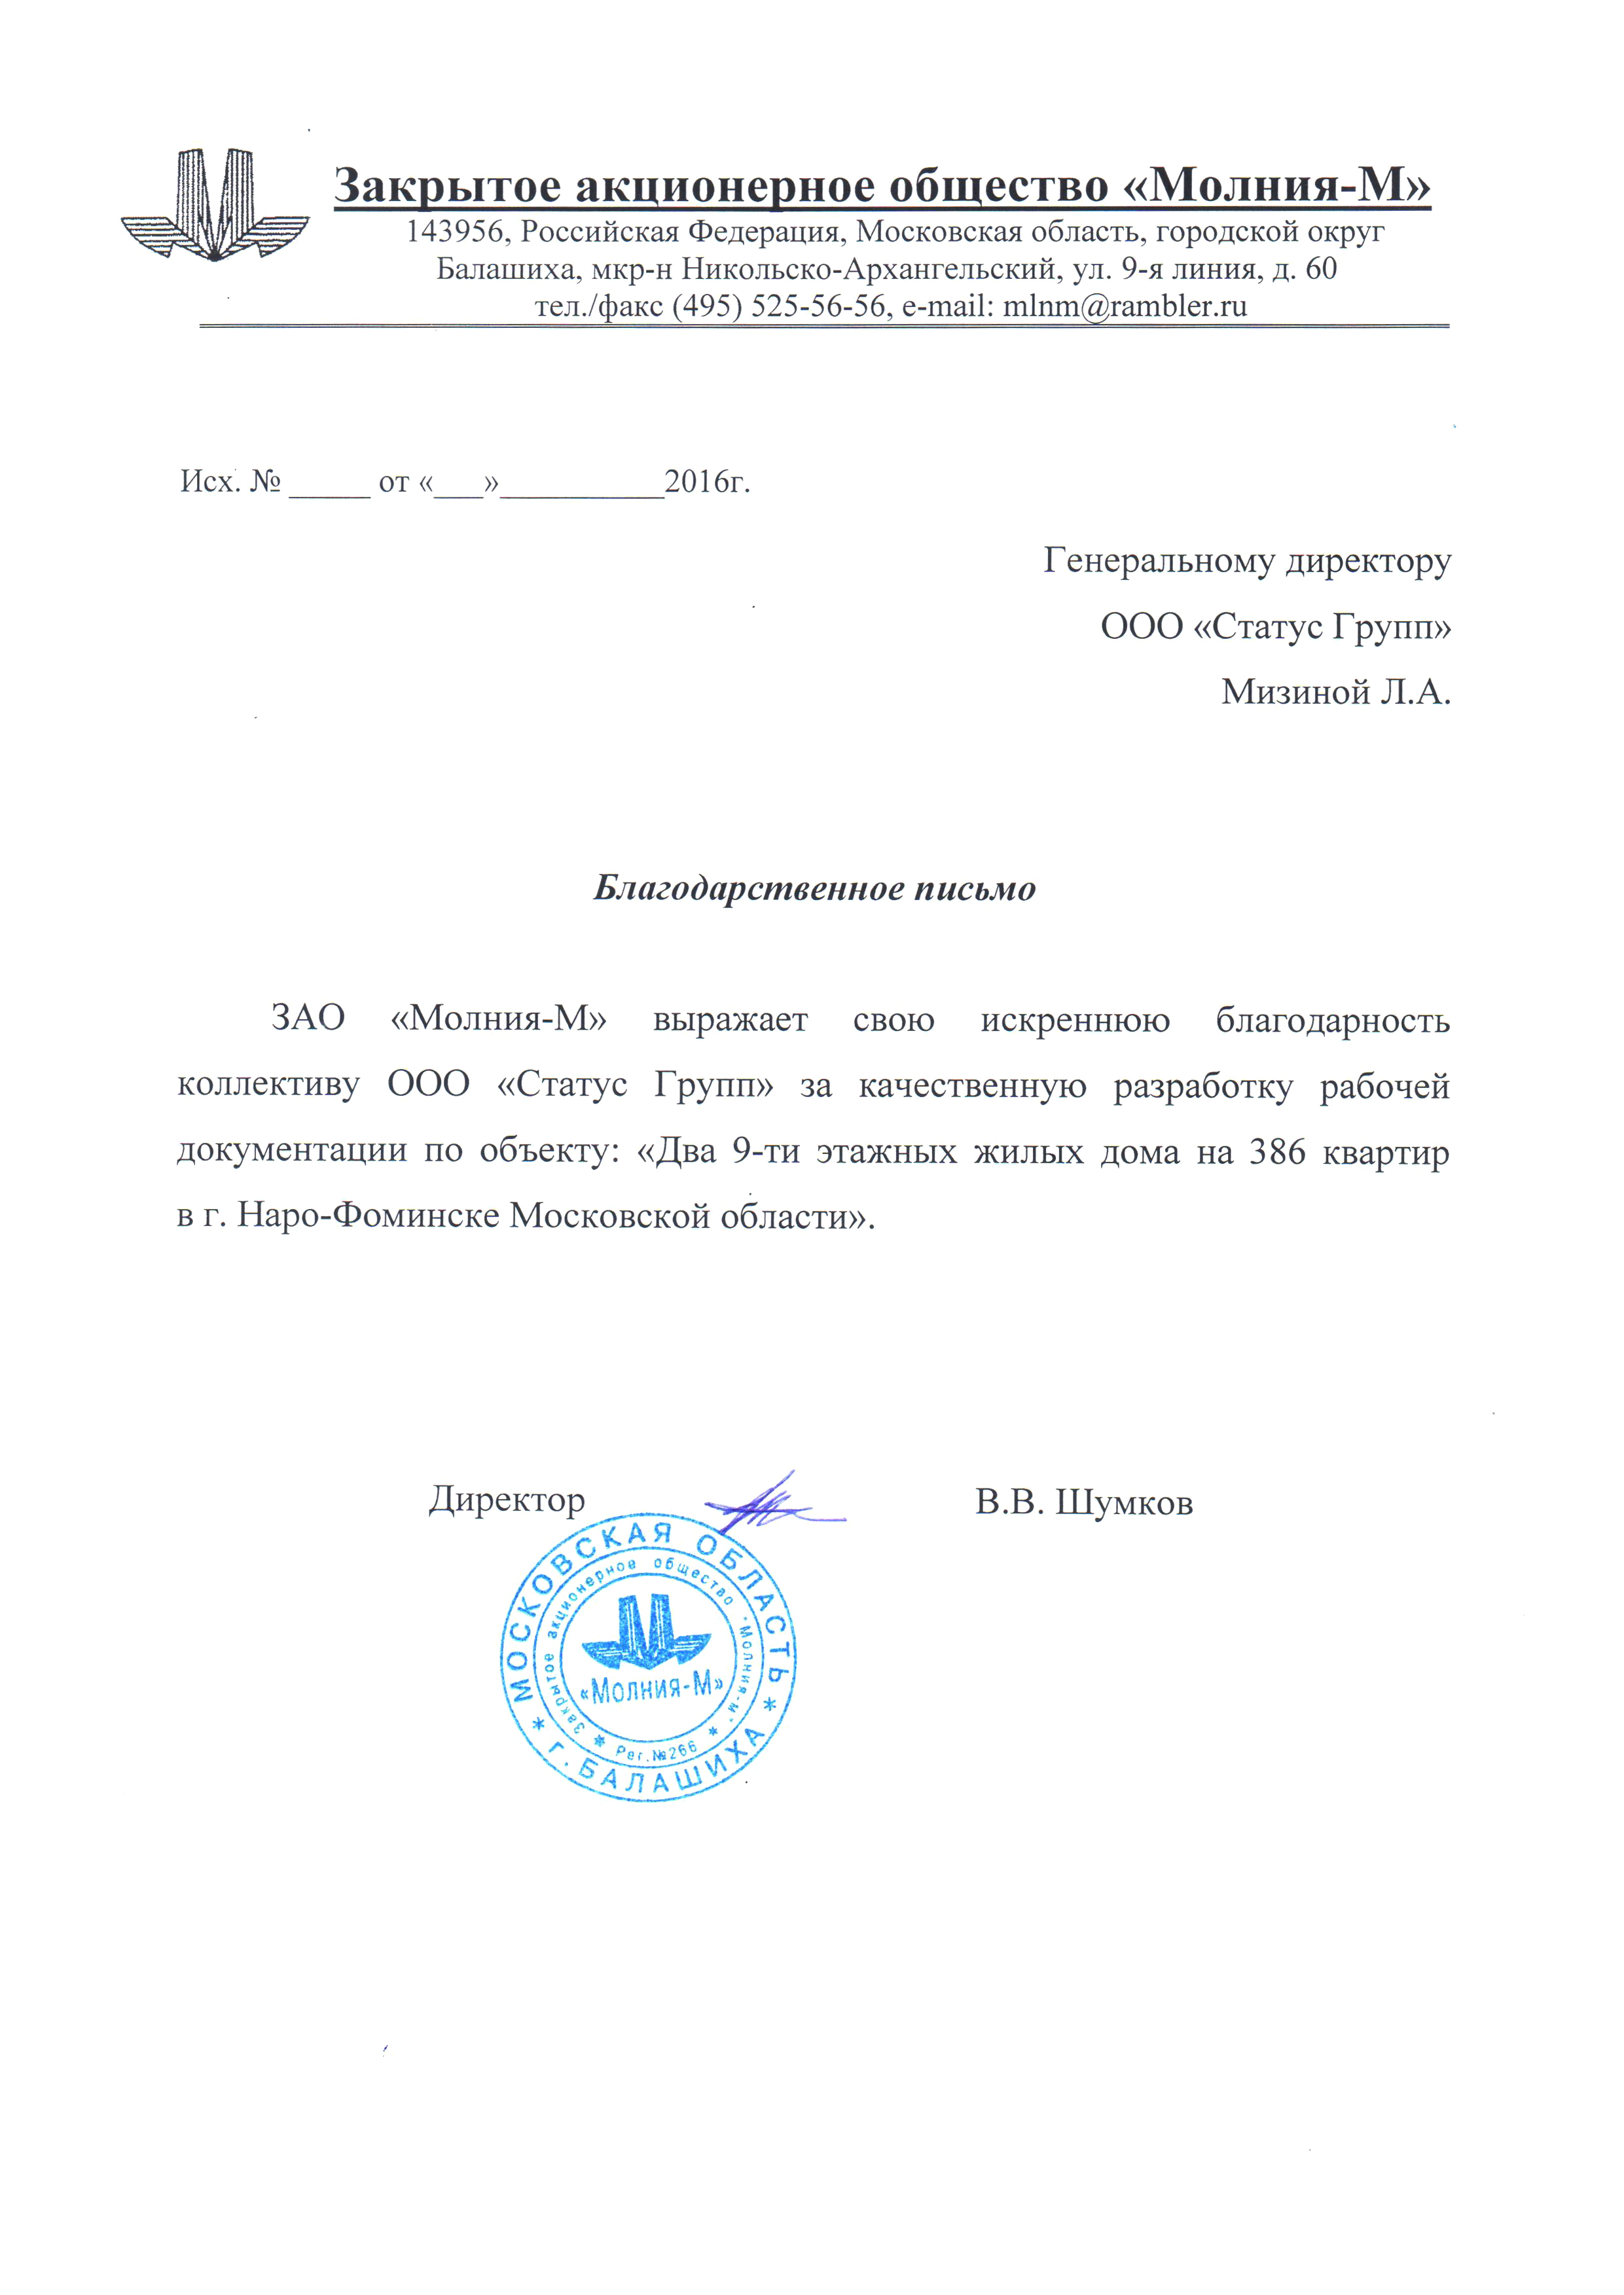 Закрытое акционерное общество «Молния-М»
143956, Российская Федерация, Московская область, городской округ
Балашиха, мкр-н Никольско-Архангельский, ул. 9-я линия, д. 60
тел./факс (495) 525-56-56, e-mail: mlnm@rambler.ru
Исх. № _____ от «___»__________2016г.
Генеральному директору
ООО «Статус Групп»
Мизиной Л.А.
Благодарственное письмо
ЗАО «Молния-М» выражает свою искреннюю благодарность
коллективу ООО «Статус Групп» за качественную разработку рабочей
документации по объекту: «Два 9-ти этажных жилых дома на 386 квартир
в г. Наро-Фоминске Московской области».
Директор В.В. Шумков
МОСКОВСКАЯ ОБЛАСТЬ * г. БАЛАШИХА *
Закрытое акционерное общество "Молния-М" * Рег.№266 *
«Молния-М»